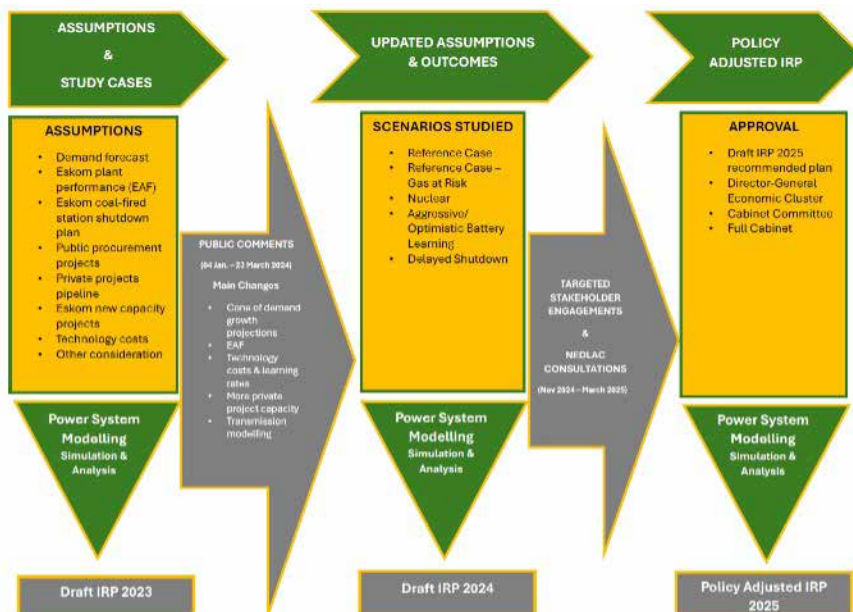 ASSUMPTIONS
&
STUDY CASES
ASSUMPTIONS
• Demand forecast
• Eskom plant
performance (EAF)
• Eskom coal-fired
station shutdown
plan
• Public procurement
projects
• Private projects
pipeline
• Eskom new capacity
projects
• Technology costs
• Other consideration
Power System
Modelling
Simulation &
Analysis
Draft IRP 2023
PUBLIC COMMENTS
(04 Jan. – 23 March 2024)
Main Changes
• Cone of demand
growth
projections
• EAF
• Technology
costs & learning
rates
• More private
project capacity
• Transmission
modelling
UPDATED ASSUMPTIONS
& OUTCOMES
SCENARIOS STUDIED
• Reference Case
• Reference Case –
Gas at Risk
• Nuclear
• Aggressive/
Optimistic Battery
Learning
• Delayed Shutdown
Power System
Modelling
Simulation &
Analysis
Draft IRP 2024
TARGETED
STAKEHOLDER
ENGAGEMENTS
&
NEDLAC
CONSULTATIONS
(Nov 2024 – March 2025)
POLICY
ADJUSTED IRP
APPROVAL
• Draft IRP 2025
recommended plan
• Director-General
Economic Cluster
• Cabinet Committee
• Full Cabinet
Power System
Modelling
Simulation &
Analysis
Policy Adjusted IRP
2025